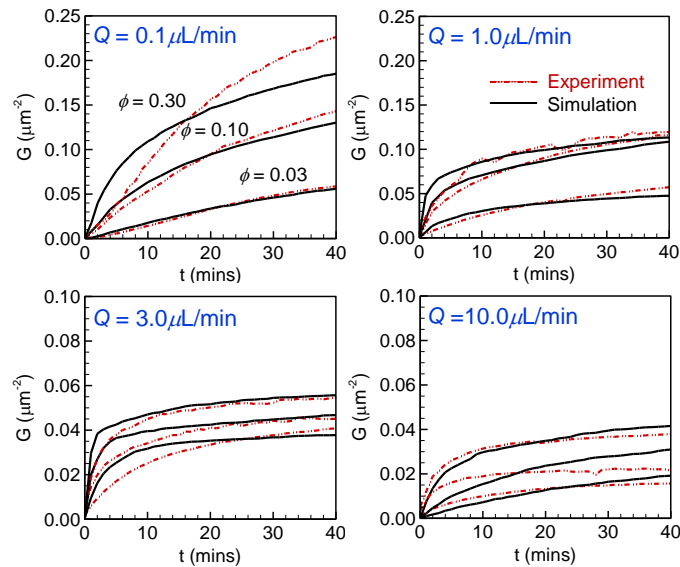 Q = 0.1μL/min
G (μm⁻²)
0.25
0.20
0.15
0.10
0.05
0.00
ϕ = 0.30
ϕ = 0.10
ϕ = 0.03
0 10 20 30 40
t (mins)
Q = 1.0μL/min
G (μm⁻²)
0.25
0.20
0.15
0.10
0.05
0.00
Experiment
Simulation
0 10 20 30 40
t (mins)
Q = 3.0μL/min
G (μm⁻²)
0.10
0.08
0.06
0.04
0.02
0.00
0 10 20 30 40
t (mins)
Q =10.0μL/min
G (μm⁻²)
0.10
0.08
0.06
0.04
0.02
0.00
0 10 20 30 40
t (mins)